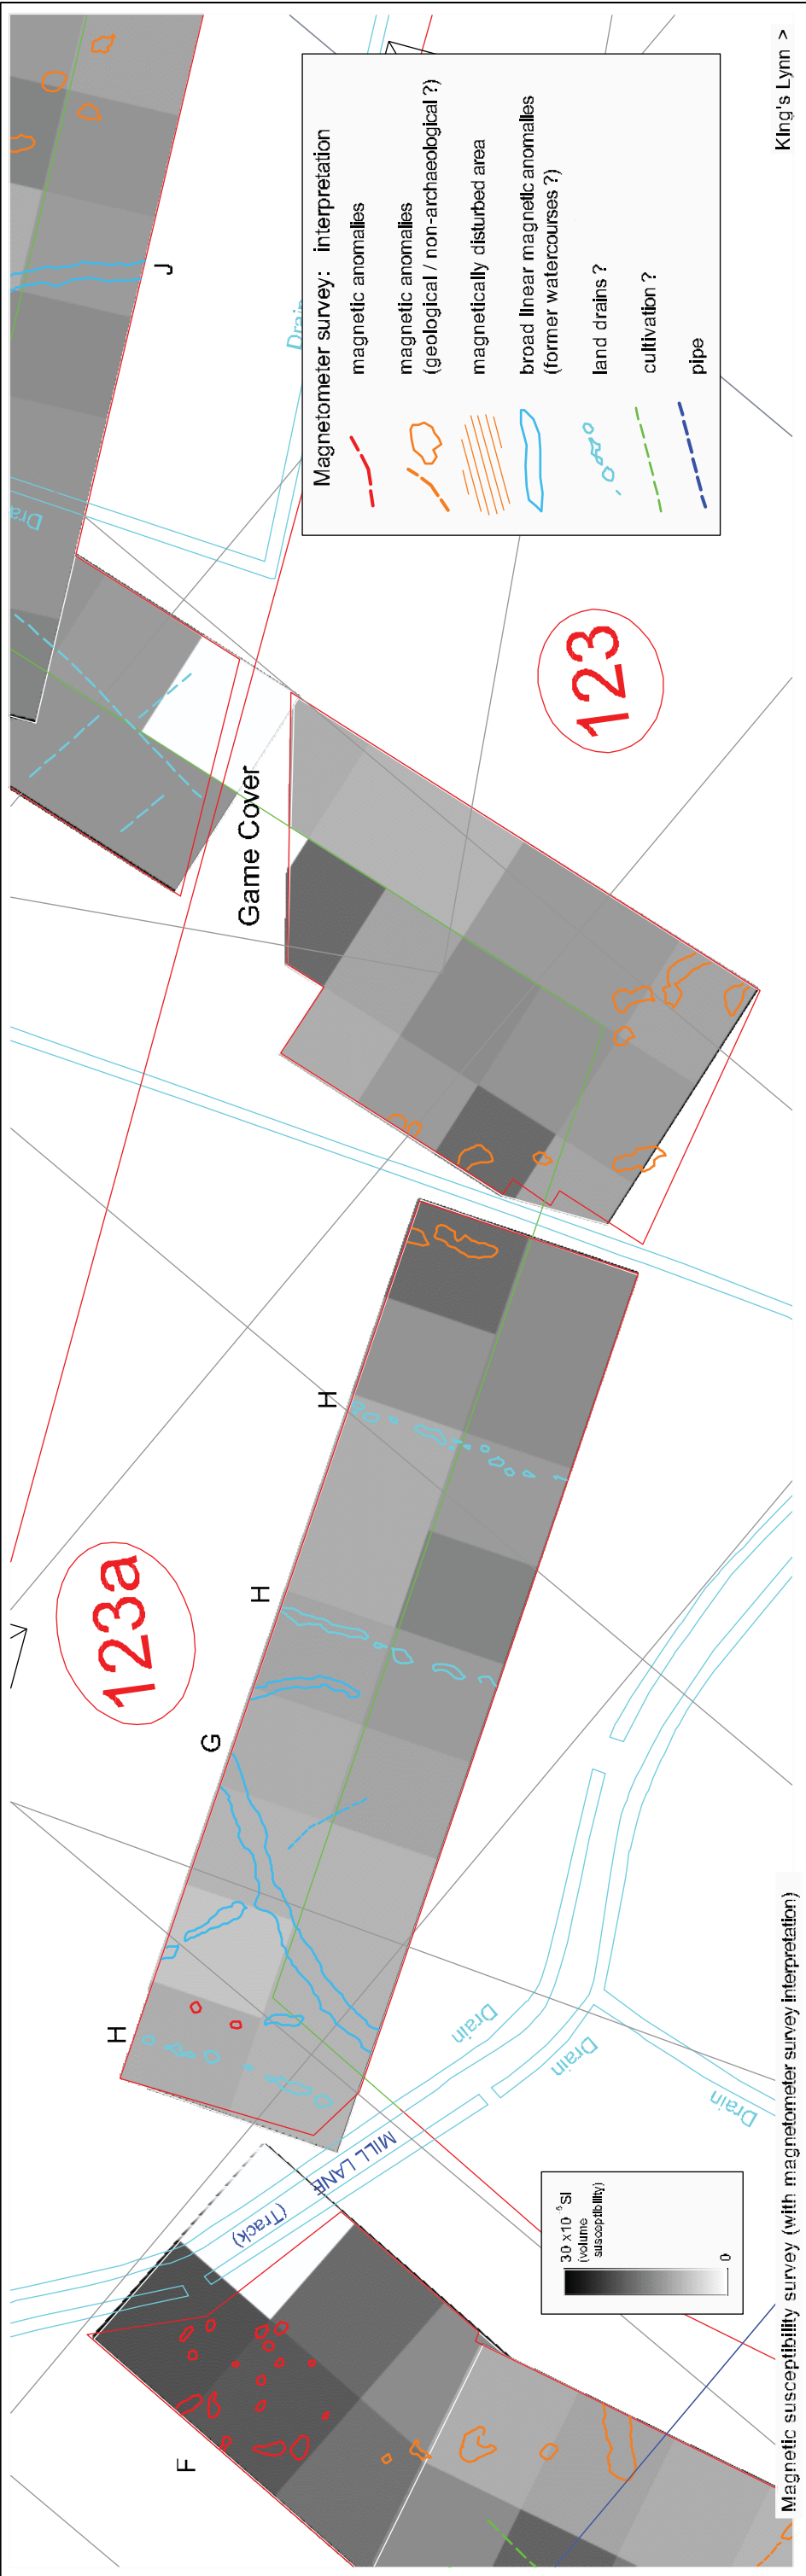 F
H
G
H
H
J
123a
123
Game Cover
Drain
Drain
Drain
Drain
Drai
MILL LANE
(Track)
Magnetometer survey: interpretation
magnetic anomalies
magnetic anomalies
(geological / non-archaeological ?)
magnetically disturbed area
broad linear magnetic anomalies
(former watercourses ?)
land drains ?
cultivation ?
pipe
30 x10⁻⁵ SI
(volume
susceptibility)
0
Magnetic susceptibility survey (with magnetometer survey interpretation)
King's Lynn >